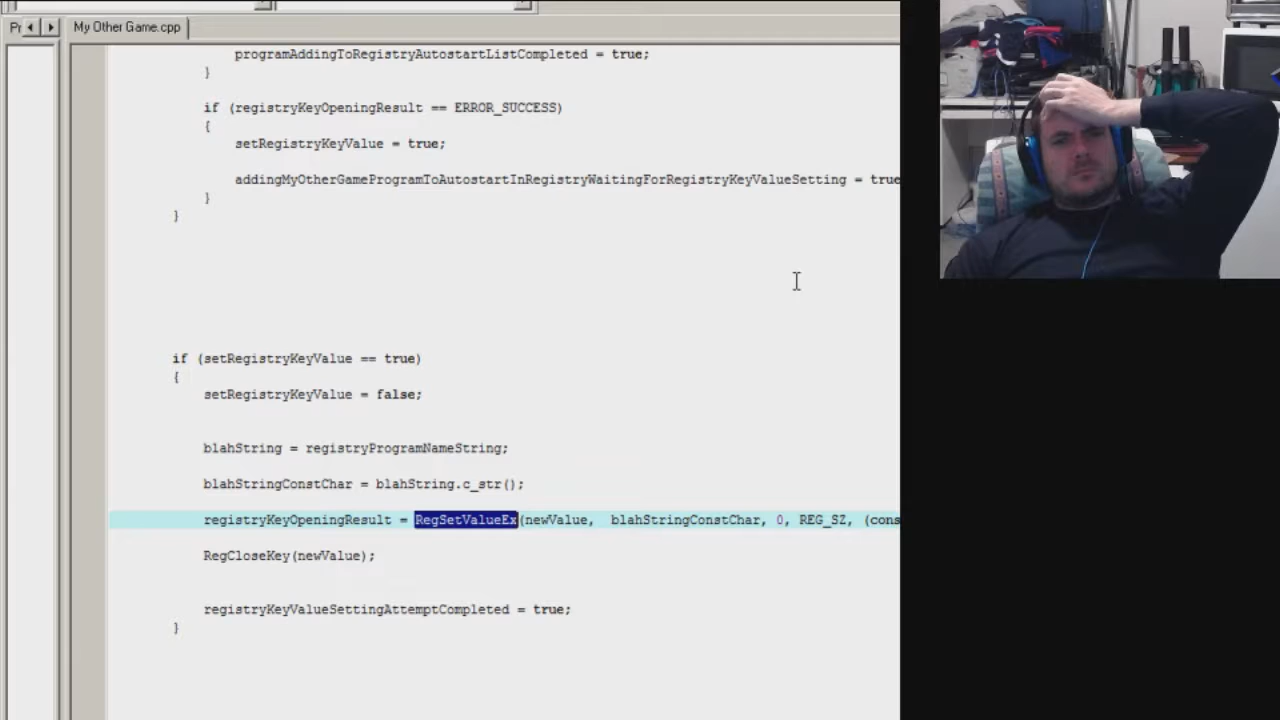 Pr
My Other Game.cpp
programAddingToRegistryAutostartListCompleted = true;
}
if (registryKeyOpeningResult == ERROR_SUCCESS)
{
setRegistryKeyValue = true;
addingMyOtherGameProgramToAutostartInRegistryWaitingForRegistryKeyValueSetting = true
}
}
if (setRegistryKeyValue == true)
{
setRegistryKeyValue = false;
blahString = registryProgramNameString;
blahStringConstChar = blahString.c_str();
registryKeyOpeningResult = RegSetValueEx(newValue,  blahStringConstChar, 0, REG_SZ, (cons
RegCloseKey(newValue);
registryKeyValueSettingAttemptCompleted = true;
}